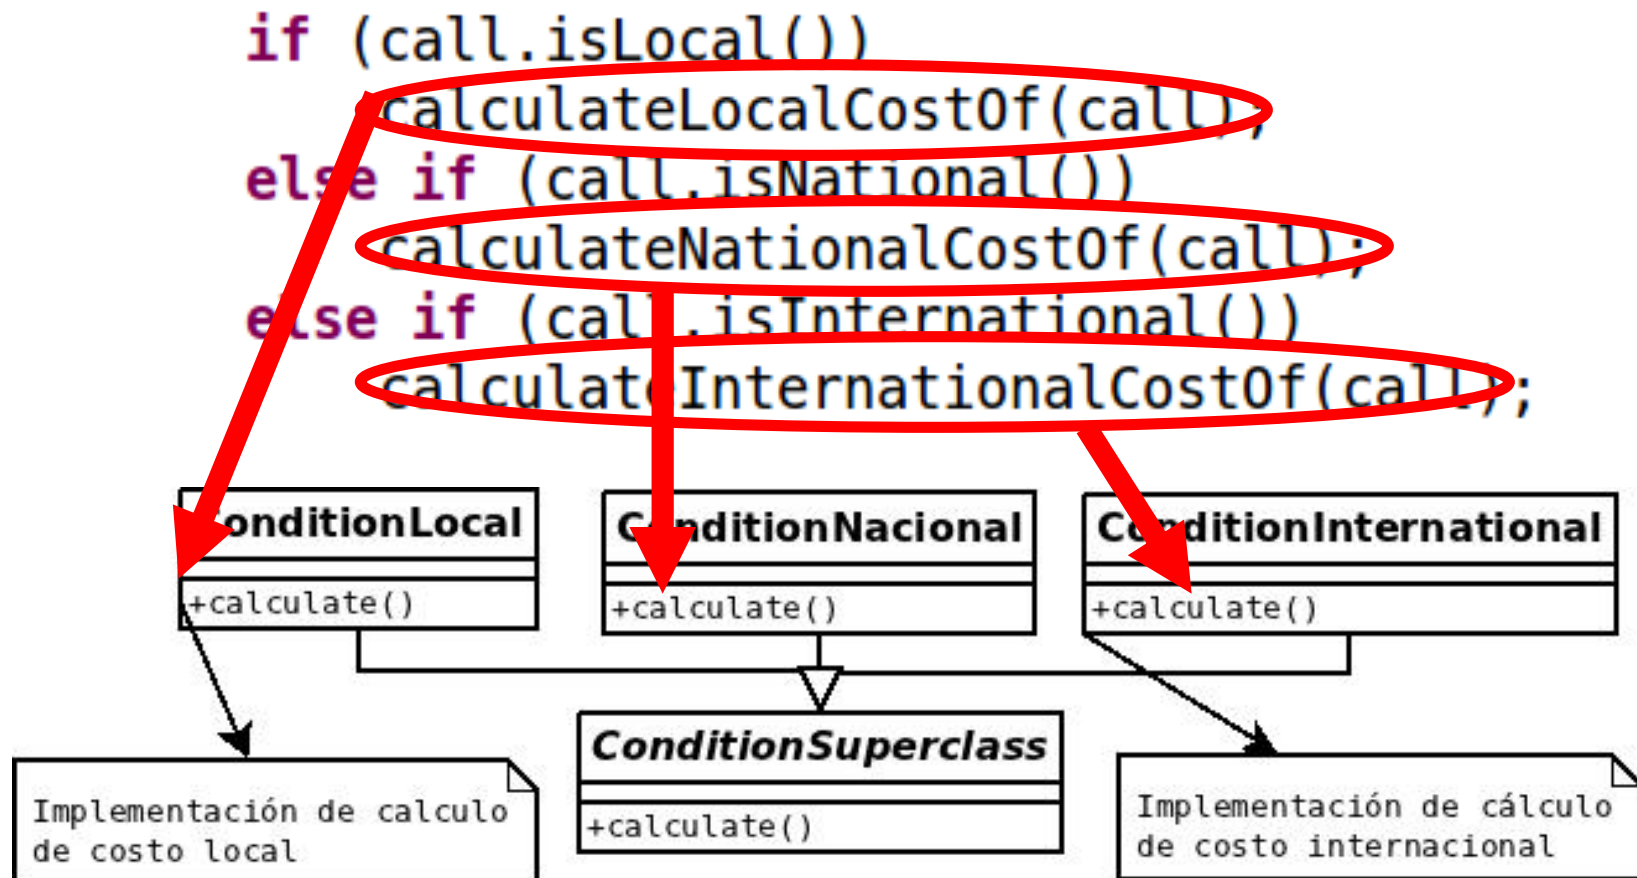 if (call.isLocal())
calculateLocalCostOf(call);
else if (call.isNational())
calculateNationalCostOf(call);
else if (call.isInternational())
calculateInternationalCostOf(call);
ConditionLocal
ConditionNacional
ConditionInternational
+calculate()
+calculate()
+calculate()
ConditionSuperclass
+calculate()
Implementación de calculo
de costo local
Implementación de cálculo
de costo internacional